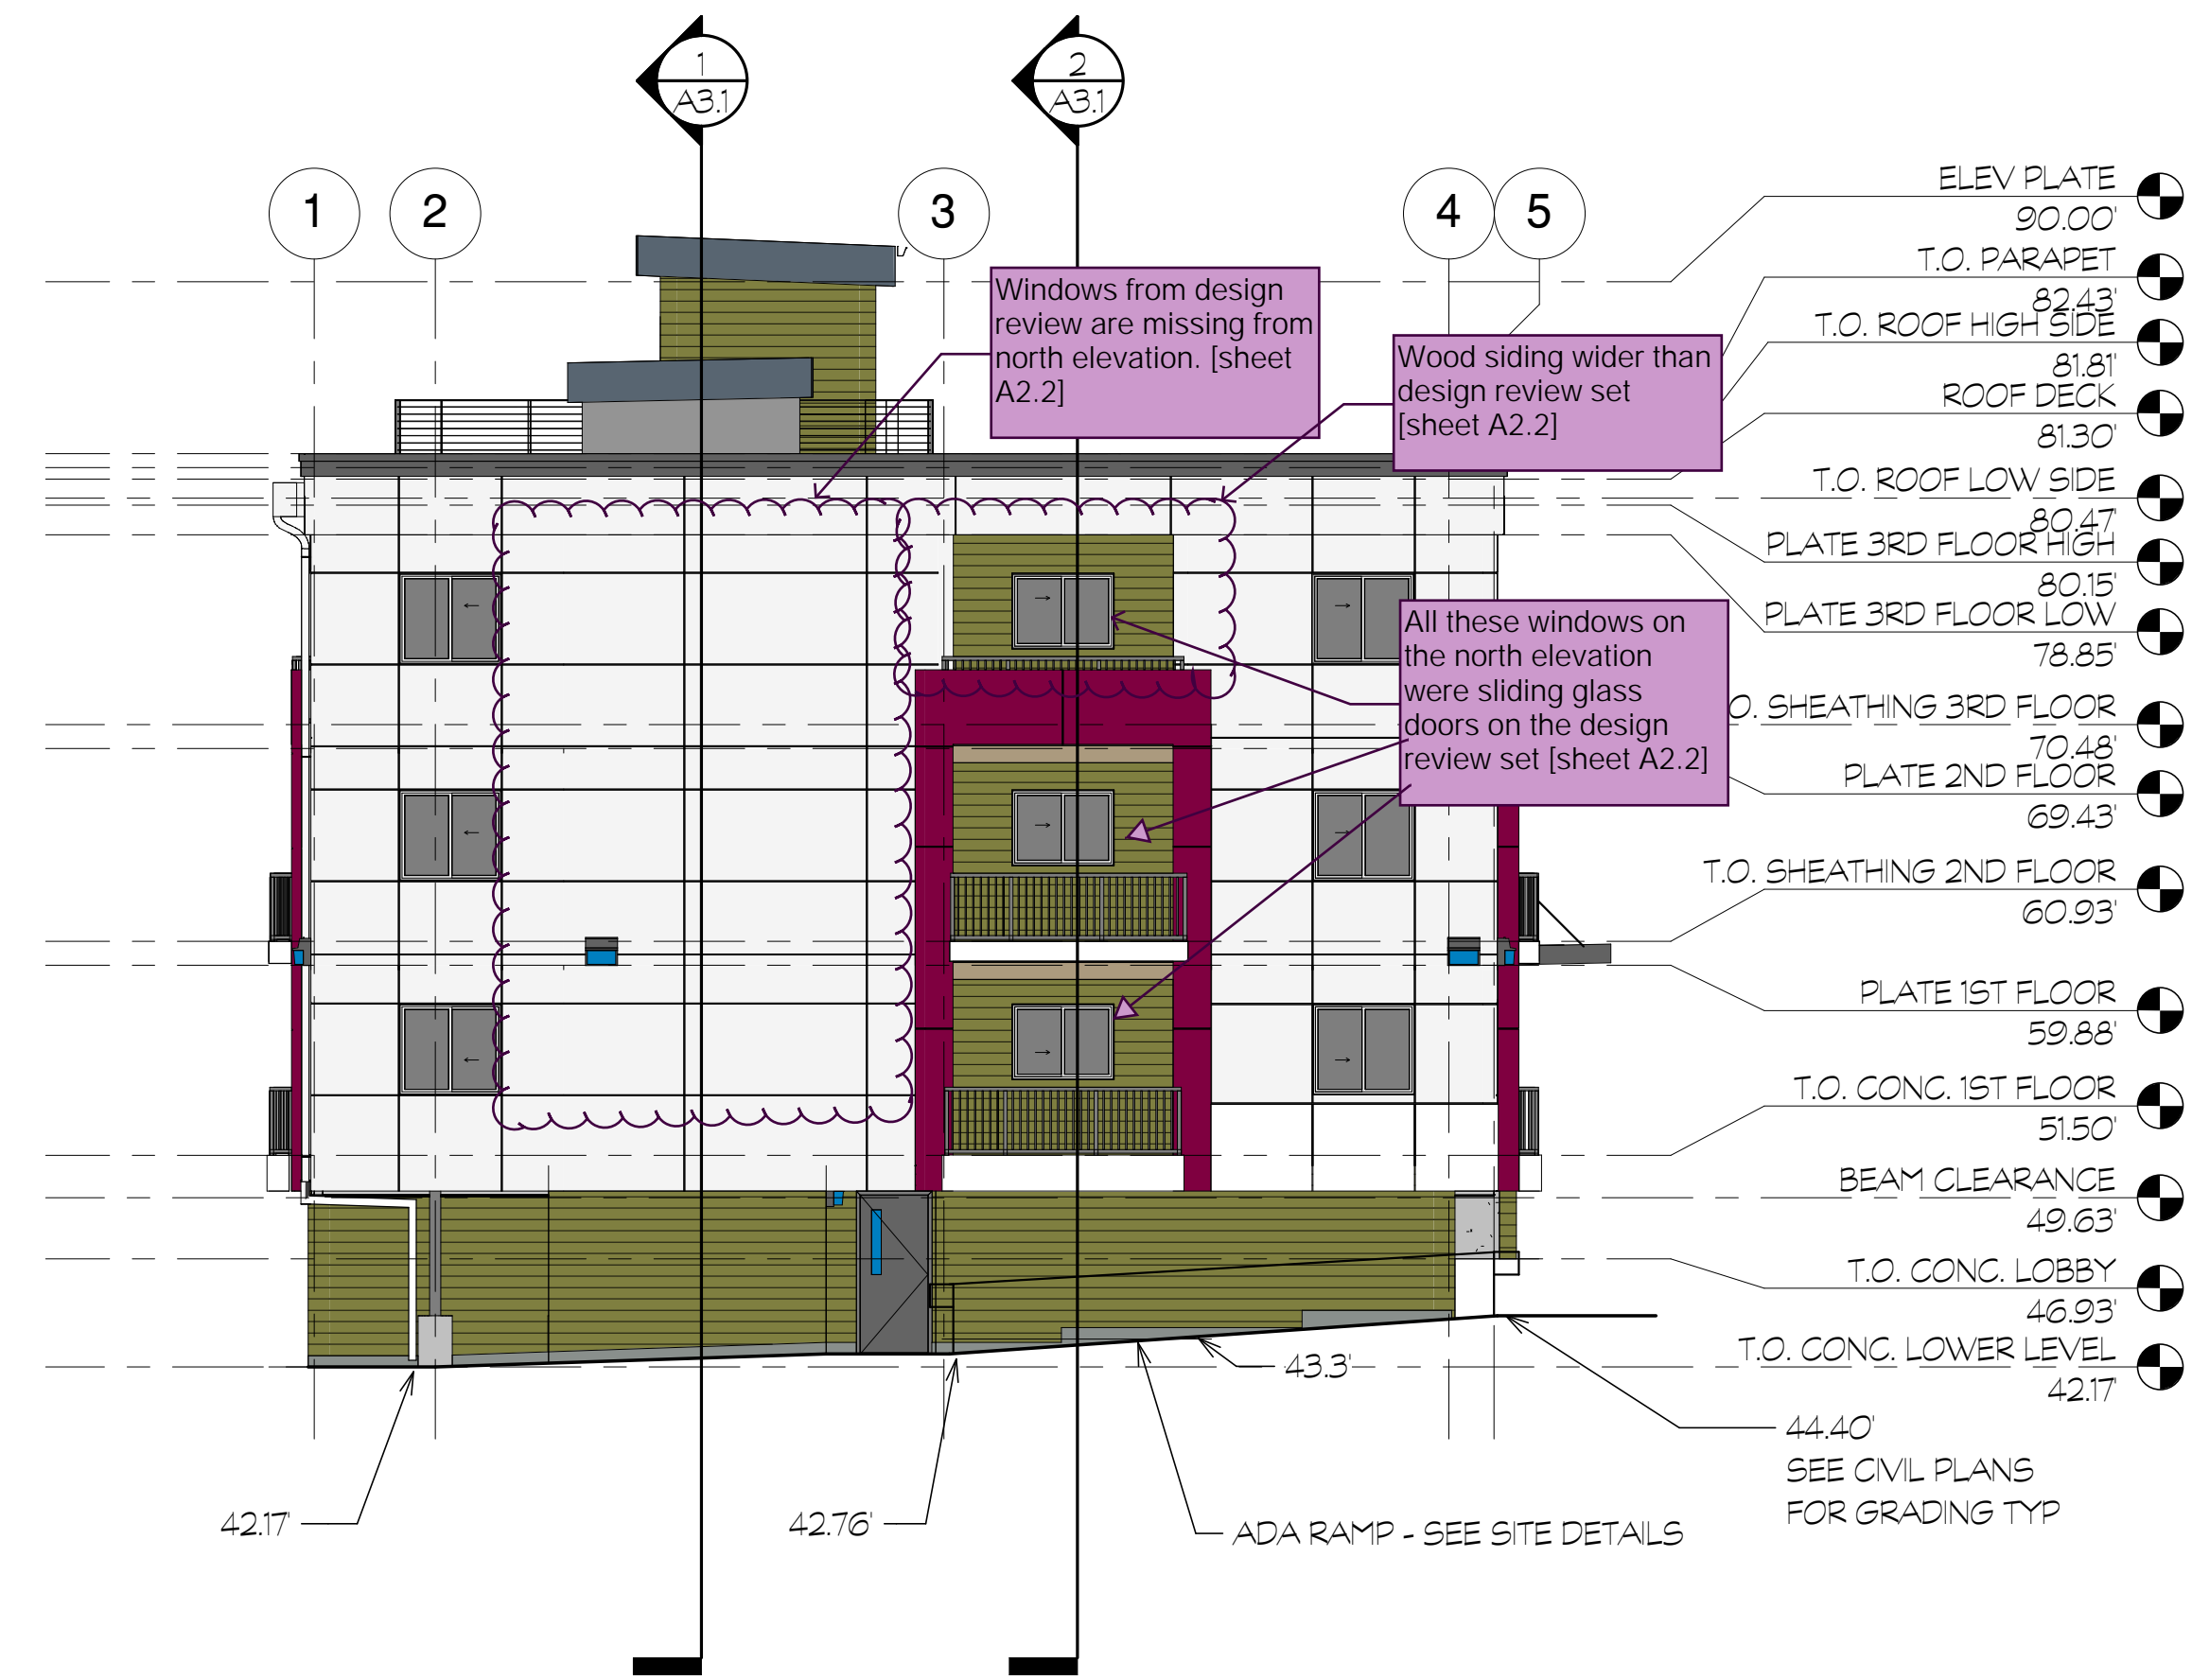 1
A3.1
2
A3.1
1
2
3
4
5
ELEV PLATE
90.00'
T.O. PARAPET
82.43'
T.O. ROOF HIGH SIDE
81.81'
ROOF DECK
81.30'
T.O. ROOF LOW SIDE
80.47'
PLATE 3RD FLOOR HIGH
80.15'
PLATE 3RD FLOOR LOW
78.85'
O. SHEATHING 3RD FLOOR
70.48'
PLATE 2ND FLOOR
69.43'
T.O. SHEATHING 2ND FLOOR
60.93'
PLATE 1ST FLOOR
59.88'
T.O. CONC. 1ST FLOOR
51.50'
BEAM CLEARANCE
49.63'
T.O. CONC. LOBBY
46.93'
T.O. CONC. LOWER LEVEL
42.17'
Windows from design
review are missing from
north elevation. [sheet
A2.2]
Wood siding wider than
design review set
[sheet A2.2]
All these windows on
the north elevation
were sliding glass
doors on the design
review set [sheet A2.2]
43.3'
44.40'
SEE CIVIL PLANS
FOR GRADING TYP
42.17'
42.76'
ADA RAMP - SEE SITE DETAILS